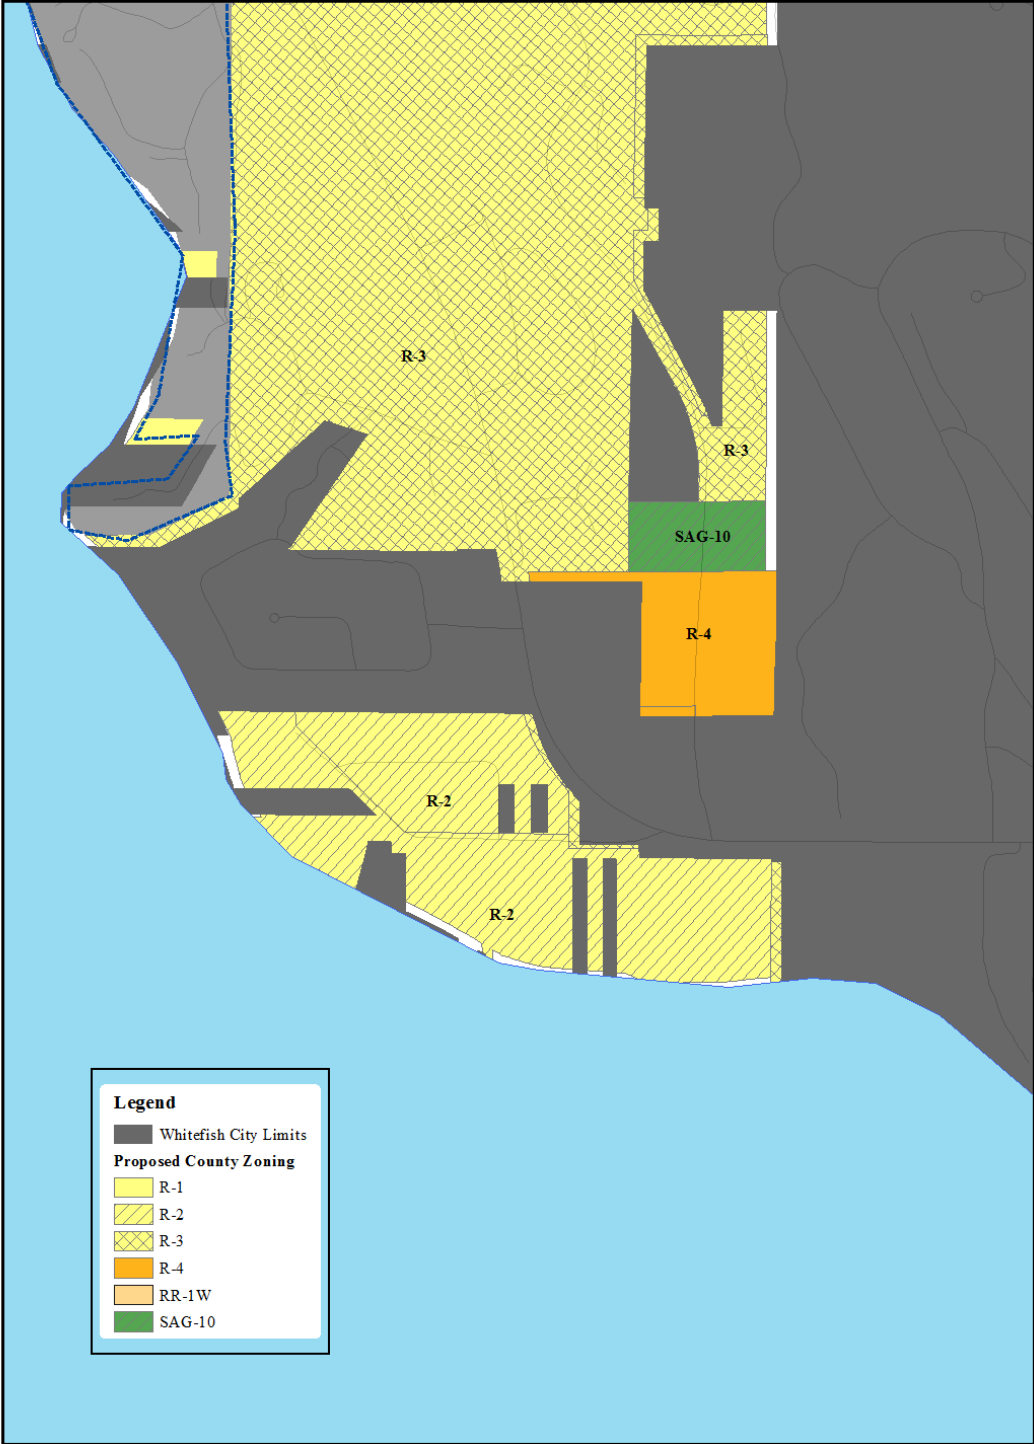 R-3
R-3
SAG-10
R-4
R-2
R-2
Legend
Whitefish City Limits
Proposed County Zoning
R-1
R-2
R-3
R-4
RR-1W
SAG-10